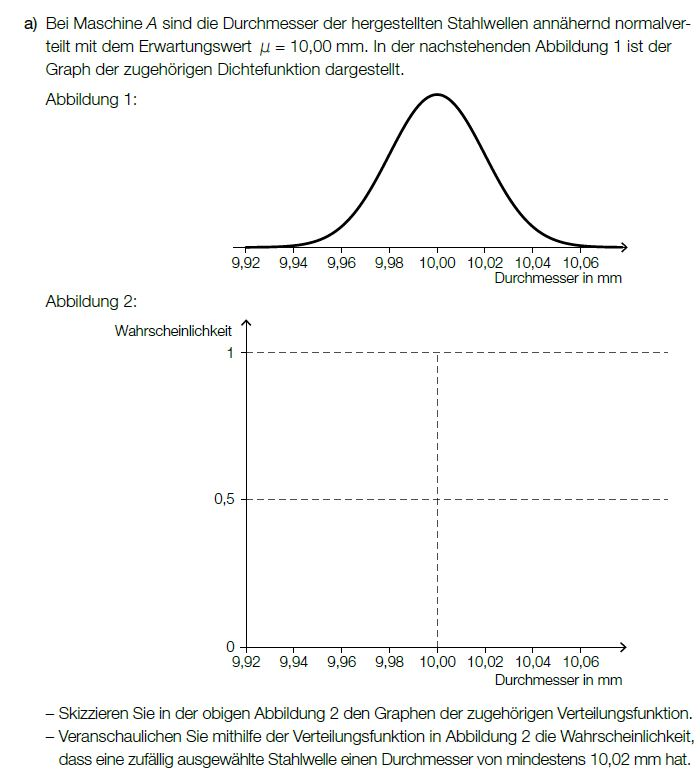 a) Bei Maschine A sind die Durchmesser der hergestellten Stahlwellen annähernd normalver-
teilt mit dem Erwartungswert μ = 10,00 mm. In der nachstehenden Abbildung 1 ist der
Graph der zugehörigen Dichtefunktion dargestellt.
Abbildung 1:
9,92 9,94 9,96 9,98 10,00 10,02 10,04 10,06
Durchmesser in mm
Abbildung 2:
Wahrscheinlichkeit
1
0,5
0
9,92 9,94 9,96 9,98 10,00 10,02 10,04 10,06
Durchmesser in mm
– Skizzieren Sie in der obigen Abbildung 2 den Graphen der zugehörigen Verteilungsfunktion.
– Veranschaulichen Sie mithilfe der Verteilungsfunktion in Abbildung 2 die Wahrscheinlichkeit,
dass eine zufällig ausgewählte Stahlwelle einen Durchmesser von mindestens 10,02 mm hat.